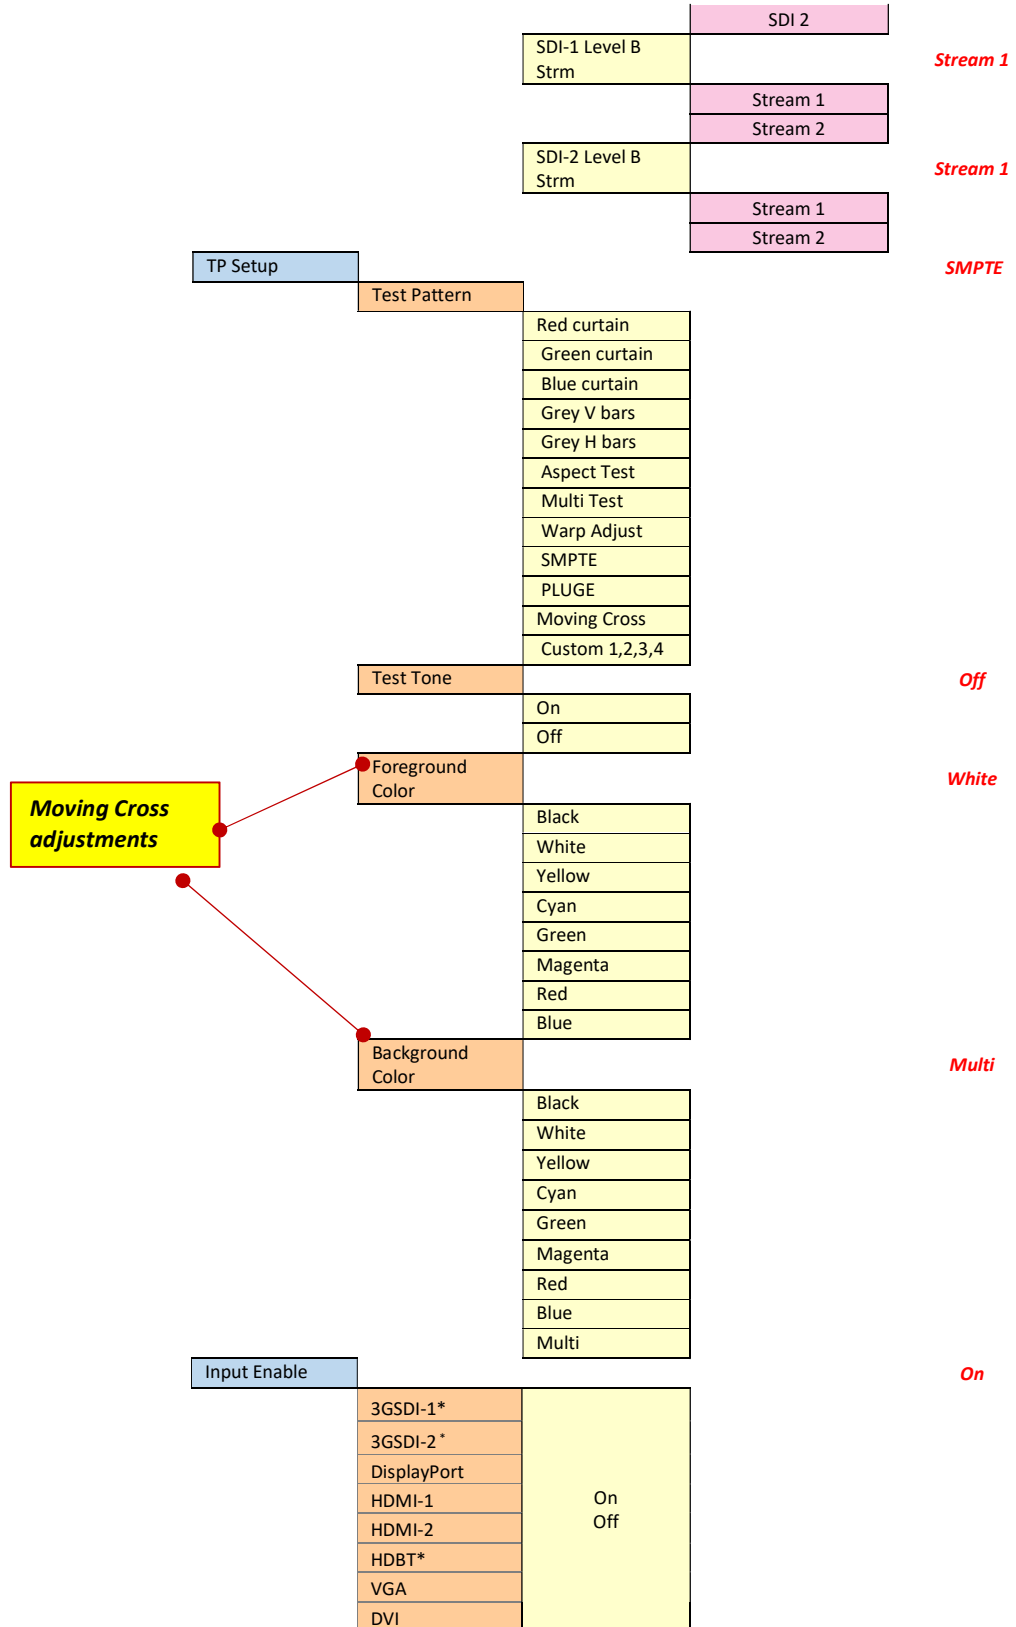 SDI 2
SDI-1 Level B
Strm
Stream 1
Stream 1
Stream 2
SDI-2 Level B
Strm
Stream 1
Stream 1
Stream 2
TP Setup
SMPTE
Test Pattern
Red curtain
Green curtain
Blue curtain
Grey V bars
Grey H bars
Aspect Test
Multi Test
Warp Adjust
SMPTE
PLUGE
Moving Cross
Custom 1,2,3,4
Test Tone
Off
On
Off
Foreground
Color
White
Moving Cross
adjustments
Black
White
Yellow
Cyan
Green
Magenta
Red
Blue
Background
Color
Multi
Black
White
Yellow
Cyan
Green
Magenta
Red
Blue
Multi
Input Enable
On
3GSDI-1*
3GSDI-2*
DisplayPort
HDMI-1
HDMI-2
HDBT*
VGA
DVI
On
Off